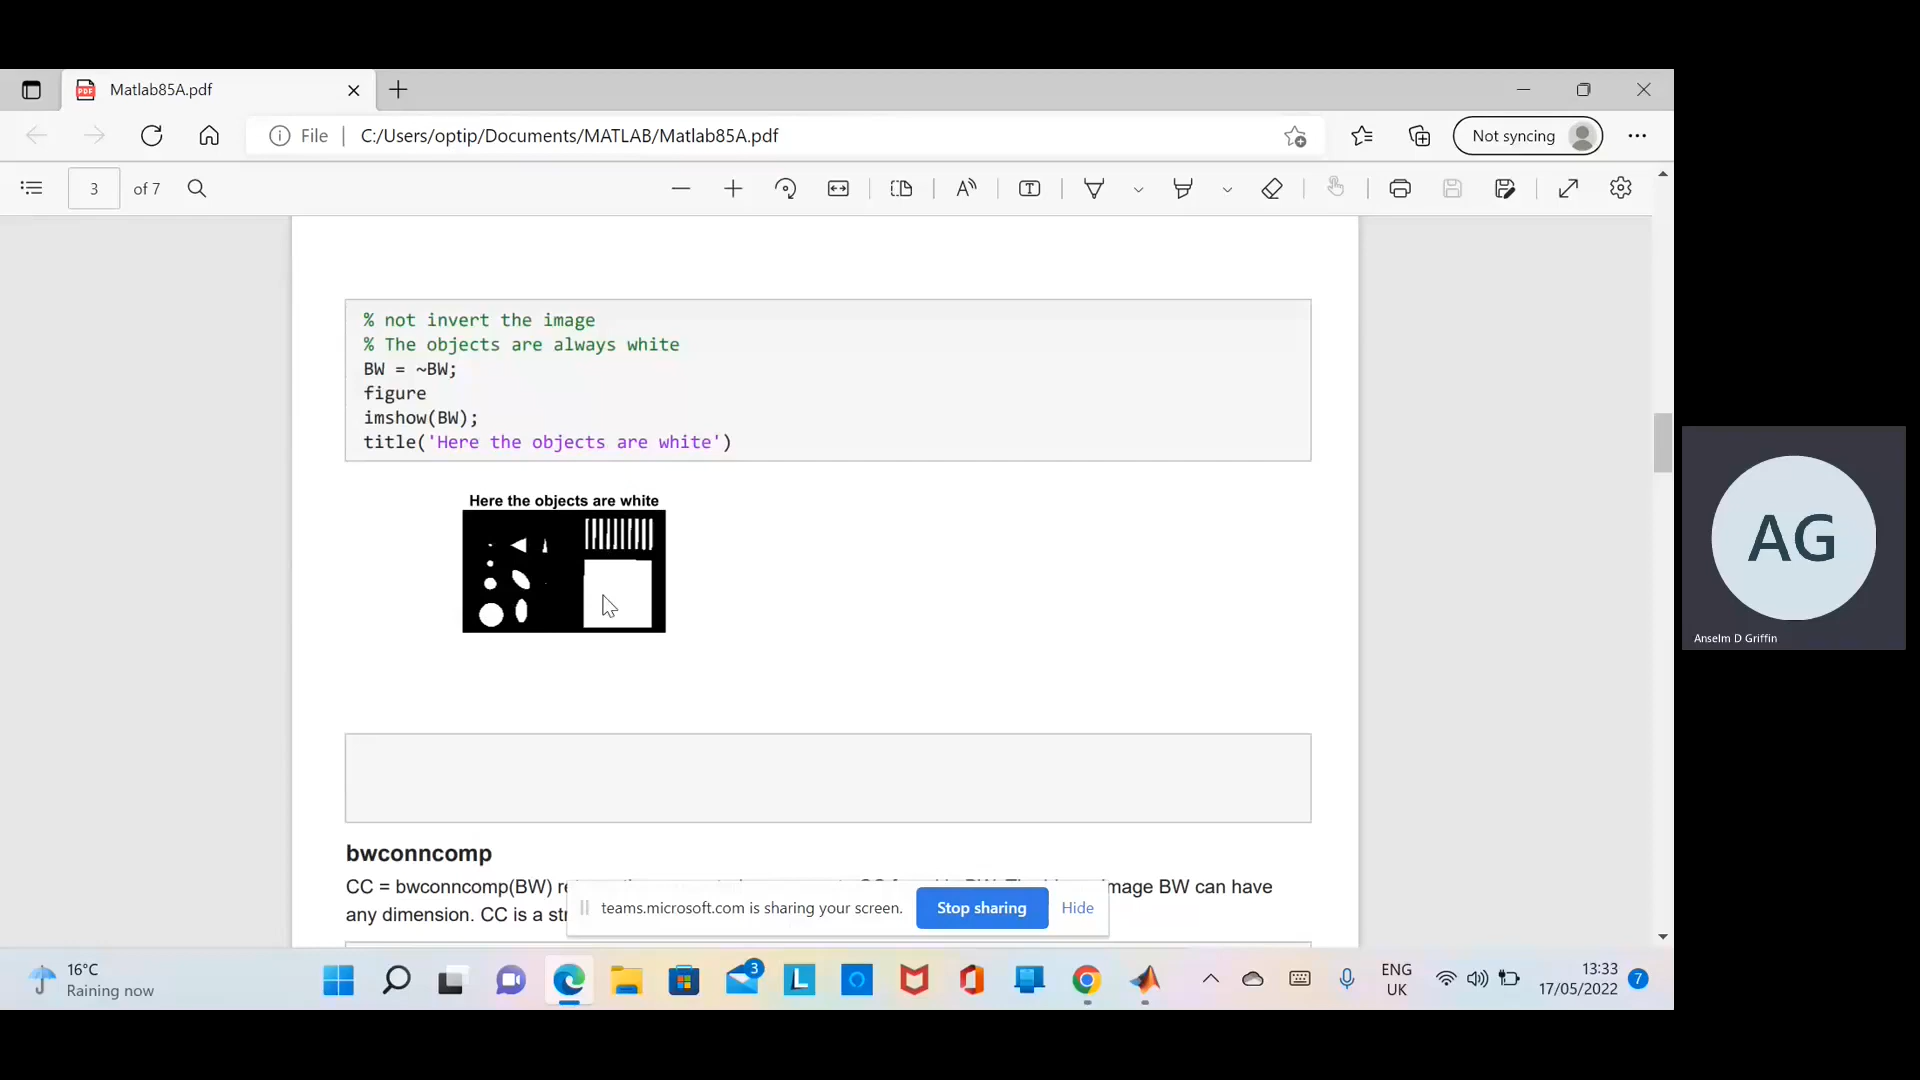 Matlab85A.pdf
File
C:/Users/optip/Documents/MATLAB/Matlab85A.pdf
Not syncing
3 of 7
% not invert the image
% The objects are always white
BW = ~BW;
figure
imshow(BW);
title('Here the objects are white')
Here the objects are white
bwconncomp
CC = bwconncomp(BW) mage BW can have
any dimension. CC is a
teams.microsoft.com is sharing your screen.
Stop sharing
Hide
AG
Anselm D Griffin
16°C
Raining now
3
ENG
UK
13:33
17/05/2022
7